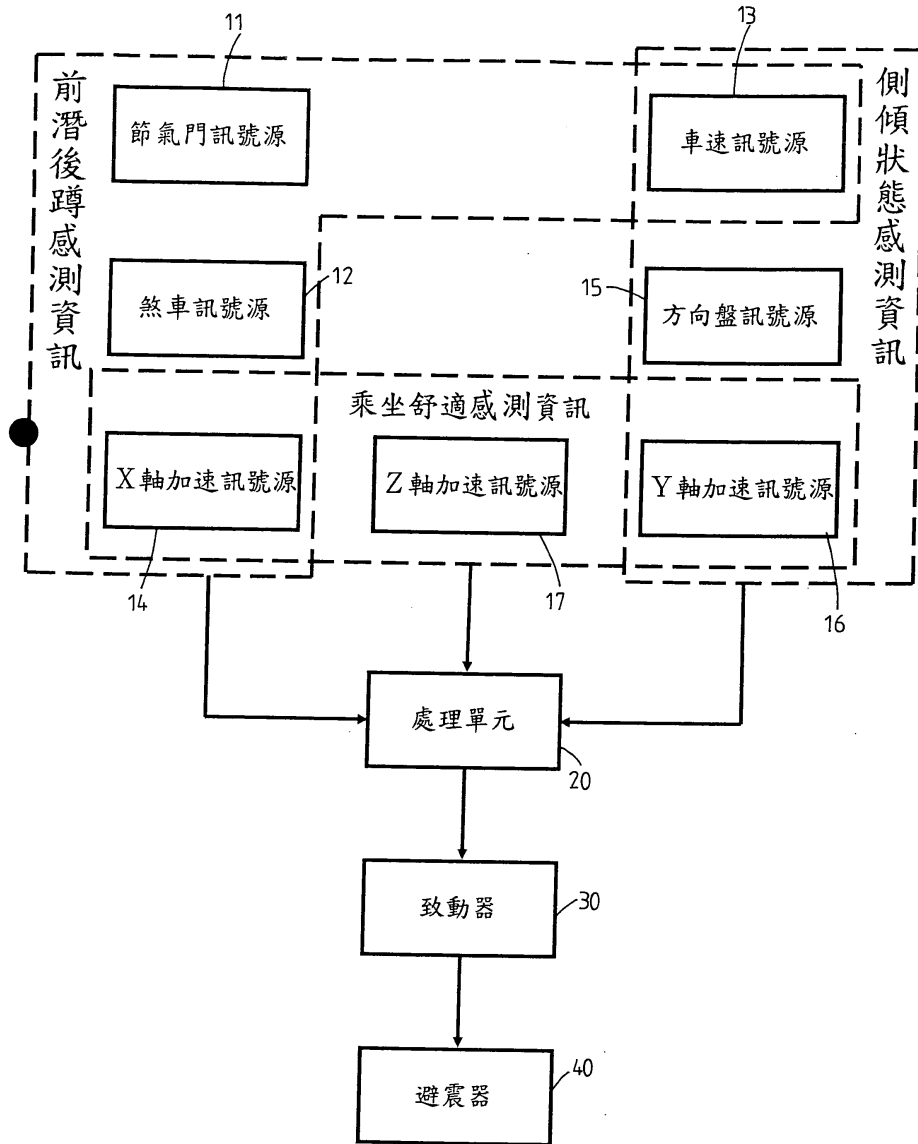 11
13
前潛後蹲感測資訊
節氣門訊號源
車速訊號源
側傾狀態感測資訊
煞車訊號源
12
15
方向盤訊號源
乘坐舒適感測資訊
X軸加速訊號源
Z軸加速訊號源
Y軸加速訊號源
14
17
16
處理單元
20
致動器
30
避震器
40